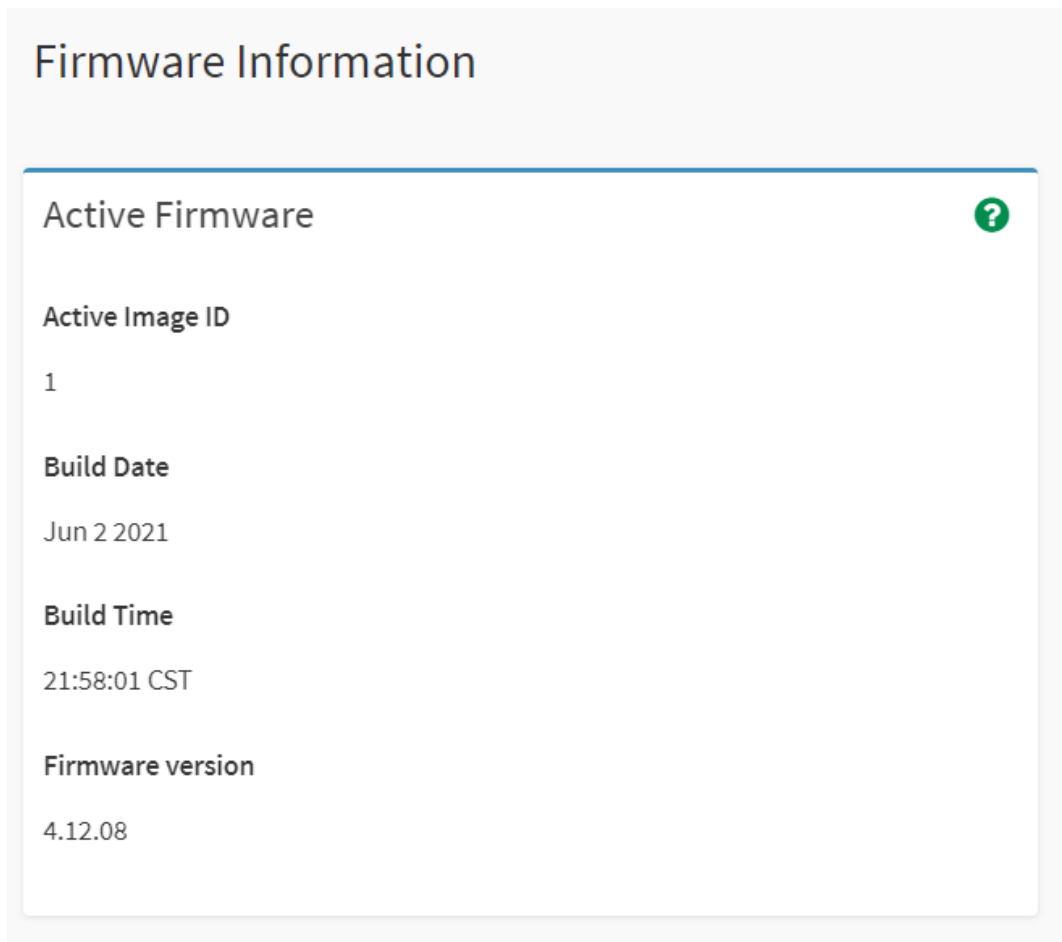 Firmware Information
Active Firmware
Active Image ID
1
Build Date
Jun 2 2021
Build Time
21:58:01 CST
Firmware version
4.12.08